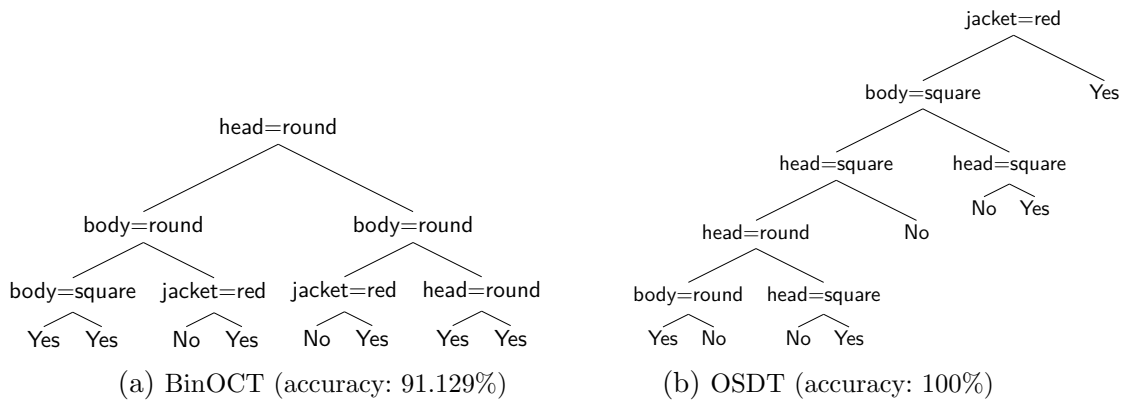 head=round
body=round body=round
body=square jacket=red jacket=red head=round
Yes Yes No Yes No Yes Yes Yes
(a) BinOCT (accuracy: 91.129%)
jacket=red
body=square Yes
head=square head=square
No Yes
head=round No
body=round head=square
Yes No No Yes
(b) OSDT (accuracy: 100%)